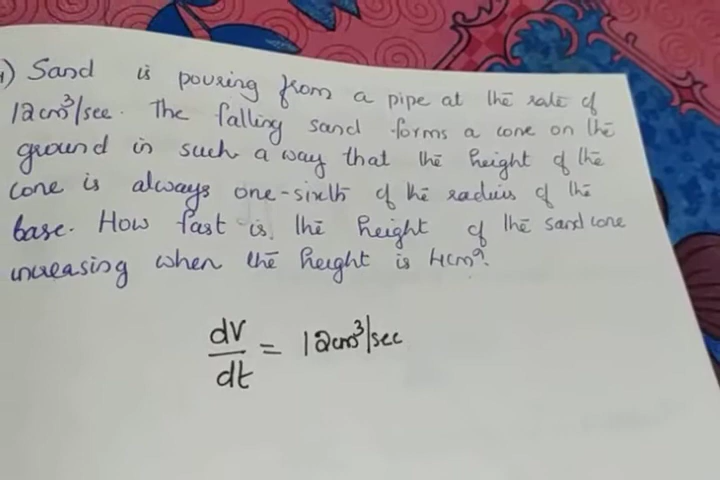 1) Sand is pouring from a pipe at the rate of
12cm³/sec. The falling sand forms a cone on the
ground in such a way that the height of the
cone is always one-sixth of the radius of the
base. How fast is the height of the sand cone
increasing when the height is 4cm?
dV/dt = 12cm³/sec